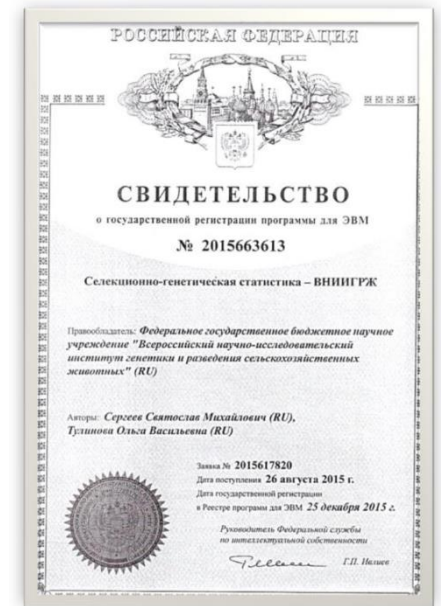 РОССИЙСКАЯ ФЕДЕРАЦИЯ
СВИДЕТЕЛЬСТВО
о государственной регистрации программы для ЭВМ
№ 2015663613
Селекционно-генетическая статистика – ВНИИГРЖ
Правообладатель: Федеральное государственное бюджетное научное
учреждение "Всероссийский научно-исследовательский
институт генетики и разведения сельскохозяйственных
животных" (RU)
Авторы: Сергеев Святослав Михайлович (RU),
Тулинова Ольга Васильевна (RU)
Заявка № 2015617820
Дата поступления 26 августа 2015 г.
Дата государственной регистрации
в Реестре программ для ЭВМ 25 декабря 2015 г.
Руководитель Федеральной службы
по интеллектуальной собственности
Г.П. Ивлиев